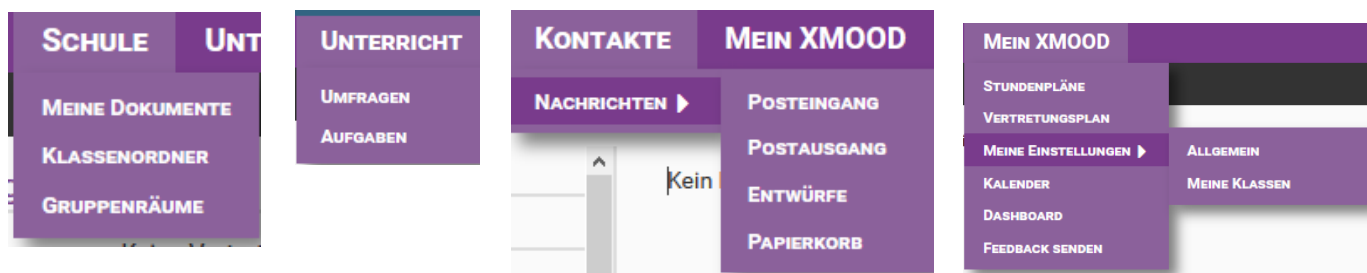 SCHULE UNT
MEINE DOKUMENTE
KLASSENORDNER
GRUPPENRÄUME
UNTERRICHT
UMFRAGEN
AUFGABEN
KONTAKTE MEIN XMOOD
NACHRICHTEN
POSTEINGANG
POSTAUSGANG
ENTWÜRFE
PAPIERKORB
Kein
MEIN XMOOD
STUNDENPLÄNE
VERTRETUNGSPLAN
MEINE EINSTELLUNGEN
KALENDER
DASHBOARD
FEEDBACK SENDEN
ALLGEMEIN
MEINE KLASSEN